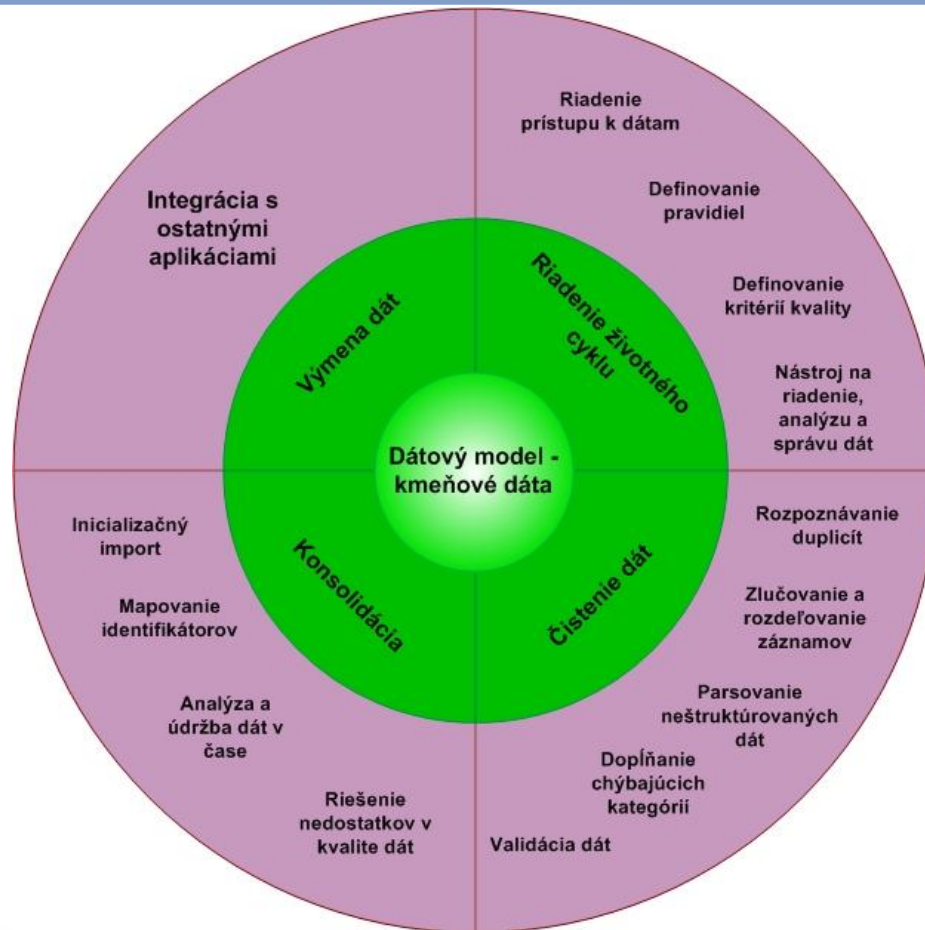 Riadenie
prístupu k dátam
Definovanie
pravidiel
Definovanie
kritérií kvality
Nástroj na
riadenie,
analýzu a
správu dát
Integrácia s
ostatnými
aplikáciami
Výmena dát
Riadenie životného
cyklu
Dátový model -
kmeňové dáta
Konsolidácia
Čistenie dát
Inicializačný
import
Mapovanie
identifikátorov
Analýza a
údržba dát v
čase
Riešenie
nedostatkov v
kvalite dát
Rozpoznávanie
duplicít
Zlučovanie a
rozdeľovanie
záznamov
Parsovanie
neštruktúrovaných
dát
Dopĺňanie
chýbajúcich
kategórií
Validácia dát